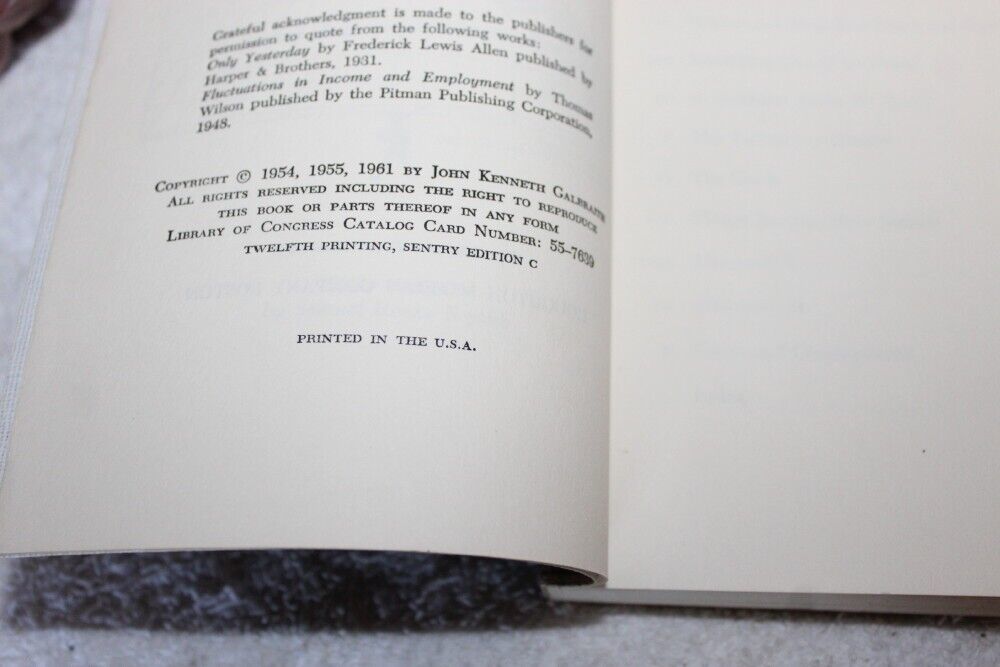 Grateful acknowledgment is made to the publishers for
permission to quote from the following works:
Only Yesterday by Frederick Lewis Allen published by
Harper & Brothers, 1931.
Fluctuations in Income and Employment by Thomas
Wilson published by the Pitman Publishing Corporation,
1948.
COPYRIGHT © 1954, 1955, 1961 BY JOHN KENNETH GALBRAITH
ALL RIGHTS RESERVED INCLUDING THE RIGHT TO REPRODUCE
THIS BOOK OR PARTS THEREOF IN ANY FORM
LIBRARY OF CONGRESS CATALOG CARD NUMBER: 55-7639
TWELFTH PRINTING, SENTRY EDITION C
PRINTED IN THE U.S.A.